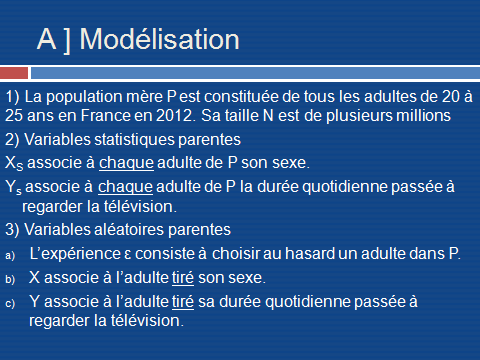 A ] Modélisation
1) La population mère P est constituée de tous les adultes de 20 à
25 ans en France en 2012. Sa taille N est de plusieurs millions
2) Variables statistiques parentes
XS associe à chaque adulte de P son sexe.
Ys associe à chaque adulte de P la durée quotidienne passée à
regarder la télévision.
3) Variables aléatoires parentes
a) L’expérience ε consiste à choisir au hasard un adulte dans P.
b) X associe à l’adulte tiré son sexe.
c) Y associe à l’adulte tiré sa durée quotidienne passée à
regarder la télévision.